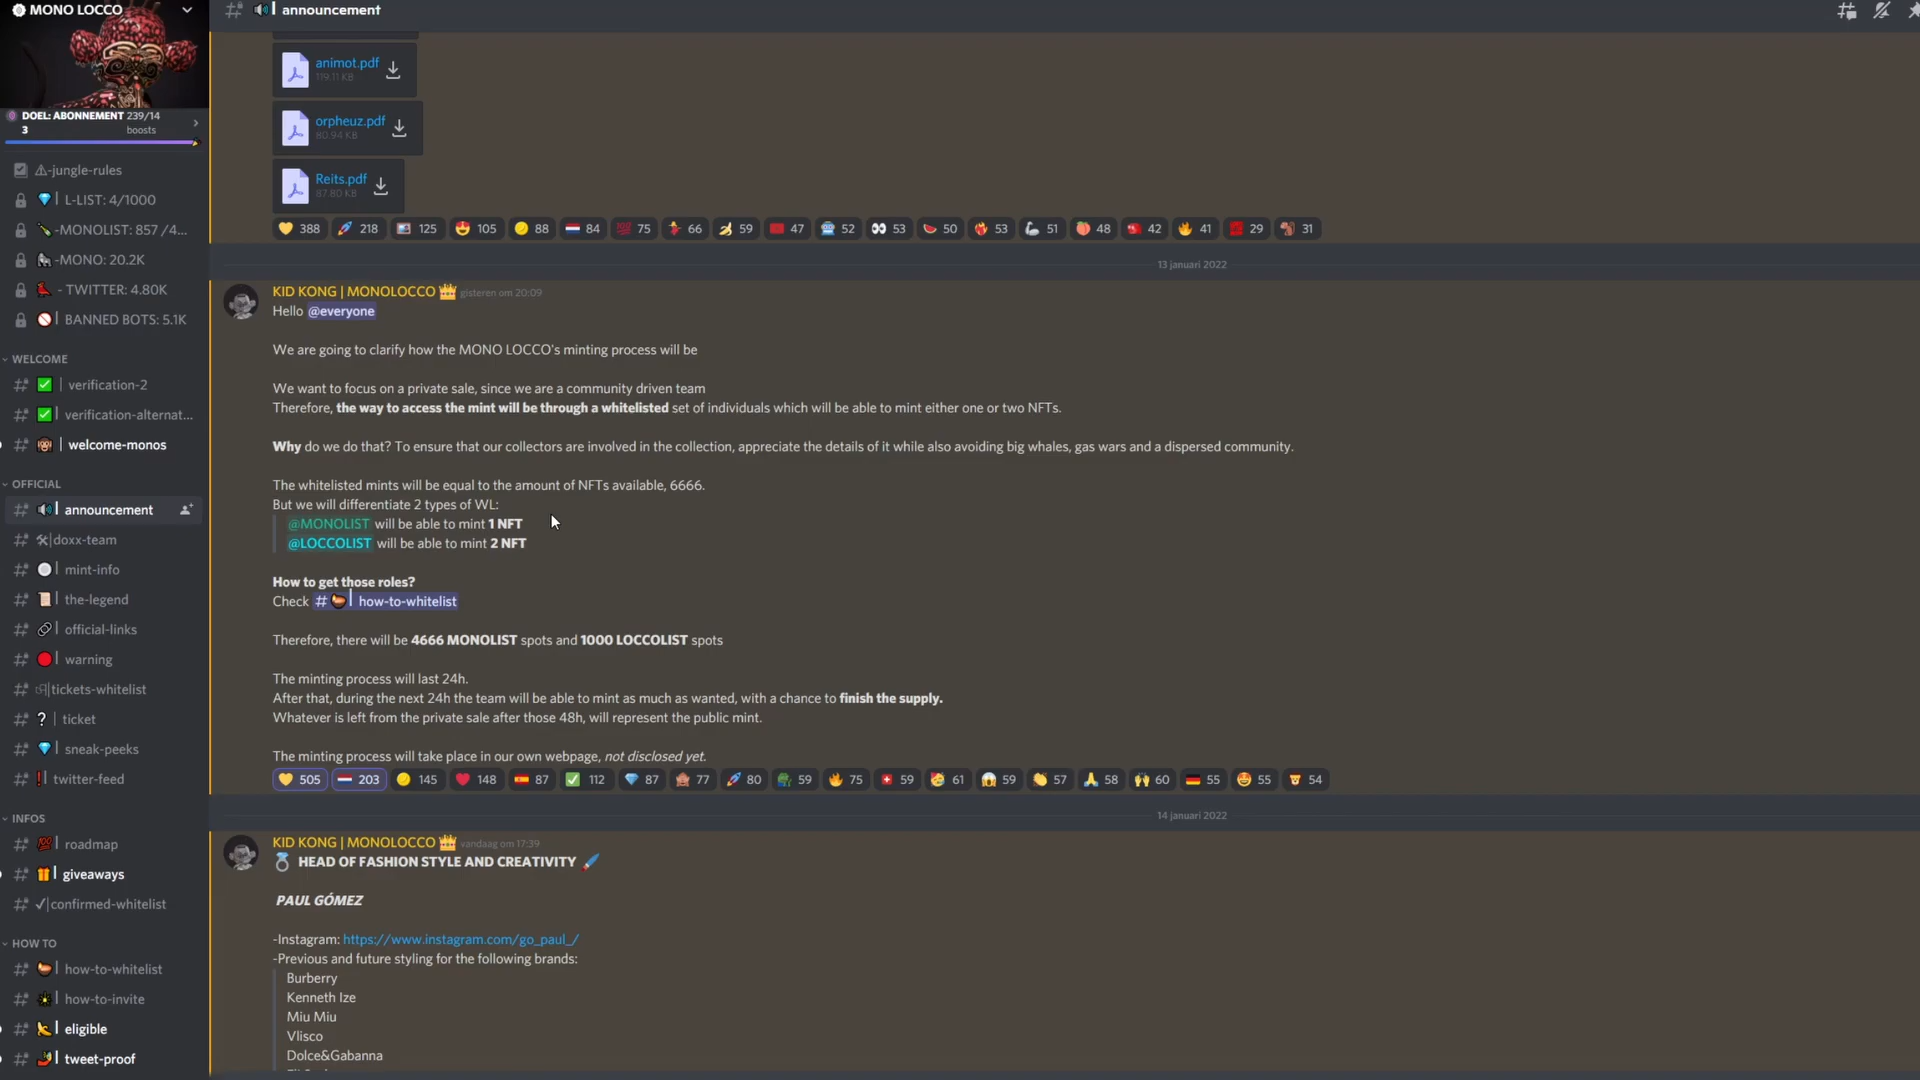 MONO LOCCO
DOEL: ABONNEMENT 3
239/14 boosts
-jungle-rules
L-LIST: 4/1000
-MONOLIST: 857 /4...
-MONO: 20.2K
- TWITTER: 4.80K
BANNED BOTS: 5.1K
WELCOME
verification-2
verification-alternat...
welcome-monos
OFFICIAL
announcement
doxx-team
mint-info
the-legend
official-links
warning
tickets-whitelist
ticket
sneak-peeks
twitter-feed
INFOS
roadmap
giveaways
confirmed-whitelist
HOW TO
how-to-whitelist
how-to-invite
eligible
tweet-proof
announcement
animot.pdf
119.11 KB
orpheuz.pdf
80.94 KB
Reits.pdf
87.80 KB
388 218 125 105 88 84 75 66 59 47 52 53 50 53 51 48 42 41 29 31
13 januari 2022
KID KONG | MONOLOCCO gisteren om 20:09
Hello @everyone
We are going to clarify how the MONO LOCCO's minting process will be
We want to focus on a private sale, since we are a community driven team
Therefore, the way to access the mint will be through a whitelisted set of individuals which will be able to mint either one or two NFTs.
Why do we do that? To ensure that our collectors are involved in the collection, appreciate the details of it while also avoiding big whales, gas wars and a dispersed community.
The whitelisted mints will be equal to the amount of NFTs available, 6666.
But we will differentiate 2 types of WL:
@MONOLIST will be able to mint 1 NFT
@LOCCOLIST will be able to mint 2 NFT
How to get those roles?
Check # how-to-whitelist
Therefore, there will be 4666 MONOLIST spots and 1000 LOCCOLIST spots
The minting process will last 24h.
After that, during the next 24h the team will be able to mint as much as wanted, with a chance to finish the supply.
Whatever is left from the private sale after those 48h, will represent the public mint.
The minting process will take place in our own webpage, not disclosed yet.
505 203 145 148 87 112 87 77 80 59 75 59 61 59 57 58 60 55 55 54
14 januari 2022
KID KONG | MONOLOCCO vandaag om 17:39
HEAD OF FASHION STYLE AND CREATIVITY
PAUL GÓMEZ
-Instagram: https://www.instagram.com/go_paul_/
-Previous and future styling for the following brands:
Burberry
Kenneth Ize
Miu Miu
Vlisco
Dolce&Gabanna